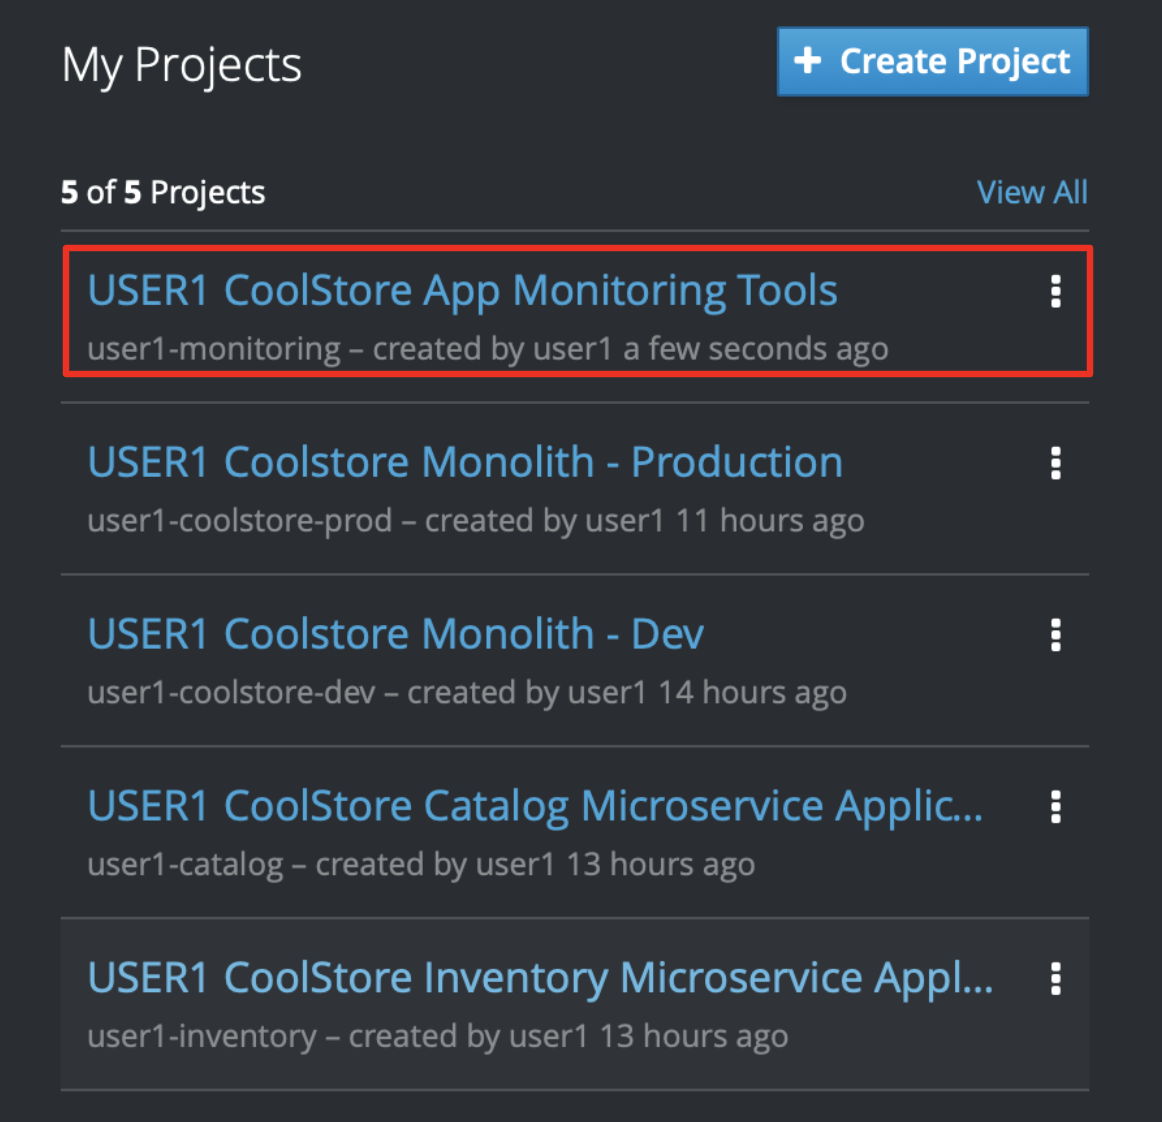 My Projects
+ Create Project
5 of 5 Projects
View All
USER1 CoolStore App Monitoring Tools
user1-monitoring – created by user1 a few seconds ago
USER1 Coolstore Monolith - Production
user1-coolstore-prod – created by user1 11 hours ago
USER1 Coolstore Monolith - Dev
user1-coolstore-dev – created by user1 14 hours ago
USER1 CoolStore Catalog Microservice Applic...
user1-catalog – created by user1 13 hours ago
USER1 CoolStore Inventory Microservice Appl...
user1-inventory – created by user1 13 hours ago